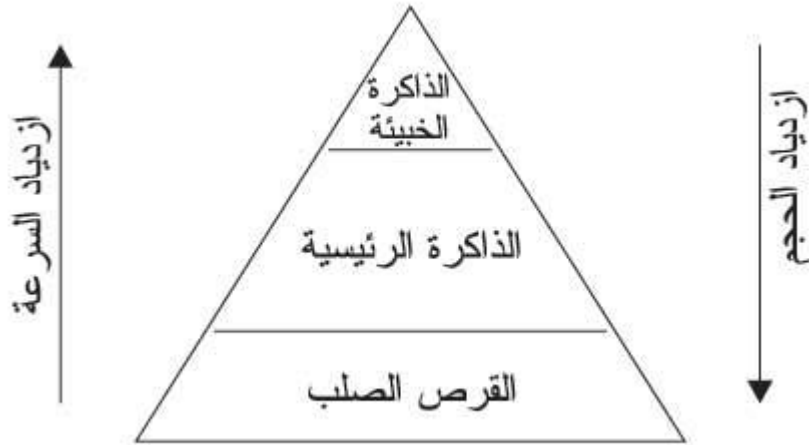 الذاكرة
الخبيئة
الذاكرة الرئيسية
القرص الصلب
ازدياد الحجم
ازدياد السرعة